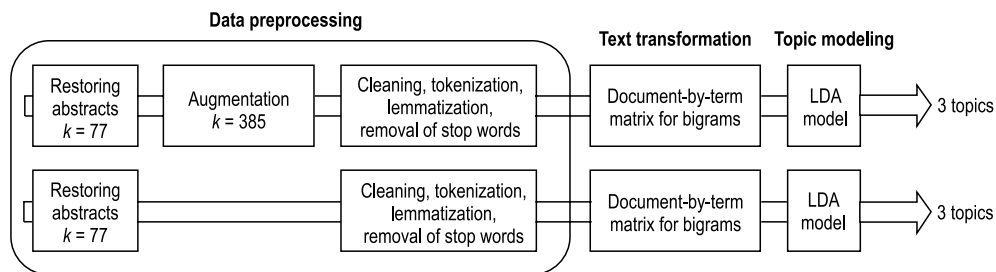 Data preprocessing
Text transformation
Topic modeling
Restoring
abstracts
k = 77
Augmentation
k = 385
Cleaning, tokenization,
lemmatization,
removal of stop words
Document-by-term
matrix for bigrams
LDA
model
3 topics
Restoring
abstracts
k = 77
Cleaning, tokenization,
lemmatization,
removal of stop words
Document-by-term
matrix for bigrams
LDA
model
3 topics